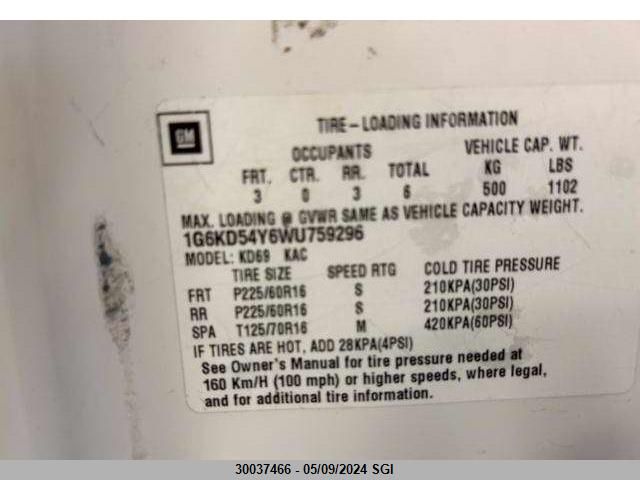 GM
TIRE-LOADING INFORMATION
OCCUPANTS VEHICLE CAP. WT.
FRT. CTR. RR. TOTAL KG LBS
3 0 3 6 500 1102
MAX. LOADING @ GVWR SAME AS VEHICLE CAPACITY WEIGHT.
1G6KD54Y6WU759296
MODEL: KD69 KAC
TIRE SIZE SPEED RTG COLD TIRE PRESSURE
FRT P225/60R16 S 210KPA(30PSI)
RR P225/60R16 S 210KPA(30PSI)
SPA T125/70R16 M 420KPA(60PSI)
IF TIRES ARE HOT, ADD 28KPA(4PSI)
See Owner's Manual for tire pressure needed at
160 Km/H (100 mph) or higher speeds, where legal,
and for additional tire information.
30037466 - 05/09/2024 SGI